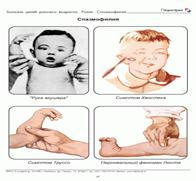 Болезни детей раннего возраста. Рахит. Спазмофилия
Педиатрия
Спазмофилия
"Рука акушера"
Симптом Хвостека
Симптом Труссо
Перонеальный феномен Люста